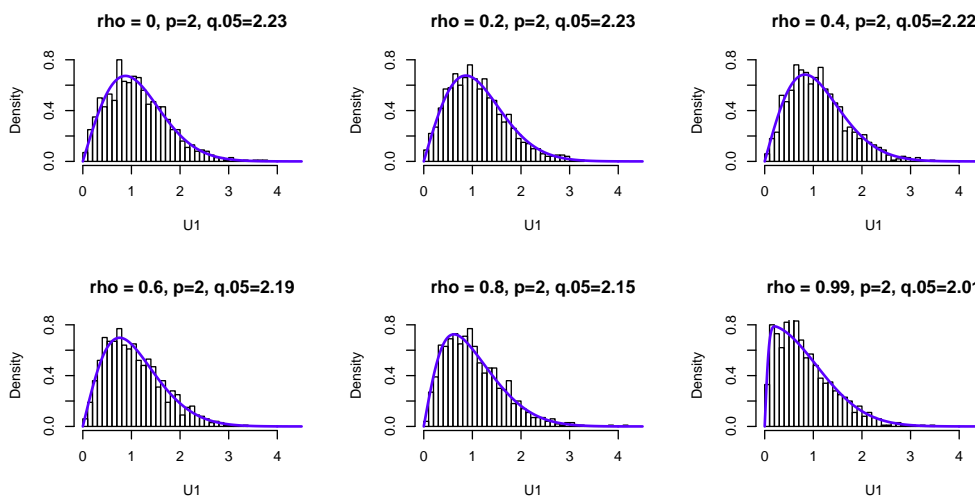 rho = 0, p=2, q.05=2.23
rho = 0.2, p=2, q.05=2.23
rho = 0.4, p=2, q.05=2.22
Density
0.0 0.4 0.8
0 1 2 3 4
U1
Density
0.0 0.4 0.8
0 1 2 3 4
U1
Density
0.0 0.4 0.8
0 1 2 3 4
U1
rho = 0.6, p=2, q.05=2.19
rho = 0.8, p=2, q.05=2.15
rho = 0.99, p=2, q.05=2.01
Density
0.0 0.4 0.8
0 1 2 3 4
U1
Density
0.0 0.4 0.8
0 1 2 3 4
U1
Density
0.0 0.4 0.8
0 1 2 3 4
U1